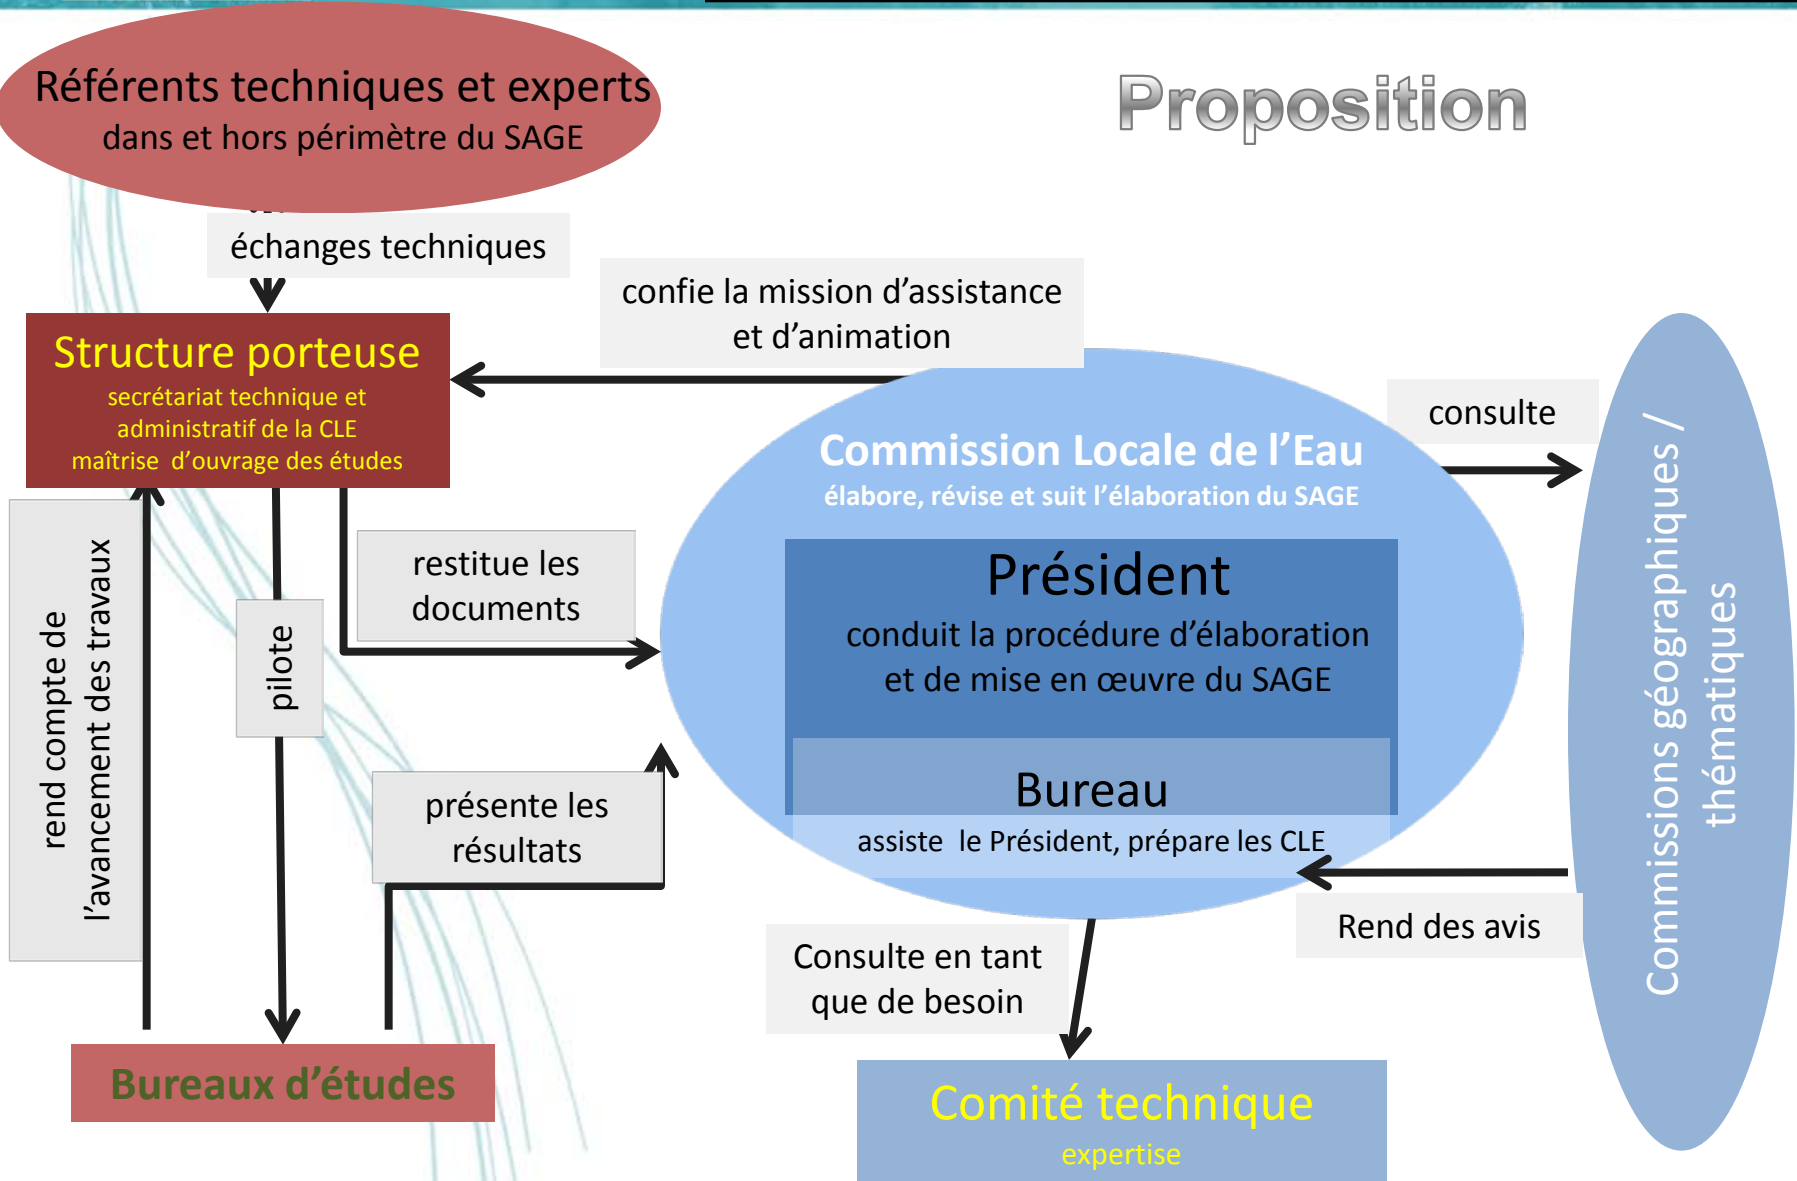 Référents techniques et experts
dans et hors périmètre du SAGE
Proposition
échanges techniques
confie la mission d’assistance
et d’animation
Structure porteuse
secrétariat technique et
administratif de la CLE
maîtrise d’ouvrage des études
consulte
Commission Locale de l’Eau
élabore, révise et suit l’élaboration du SAGE
Président
conduit la procédure d’élaboration
et de mise en œuvre du SAGE
Bureau
assiste le Président, prépare les CLE
Commissions géographiques /
thématiques
restitue les
documents
rend compte de
l’avancement des travaux
pilote
présente les
résultats
Rend des avis
Consulte en tant
que de besoin
Bureaux d’études
Comité technique
expertise